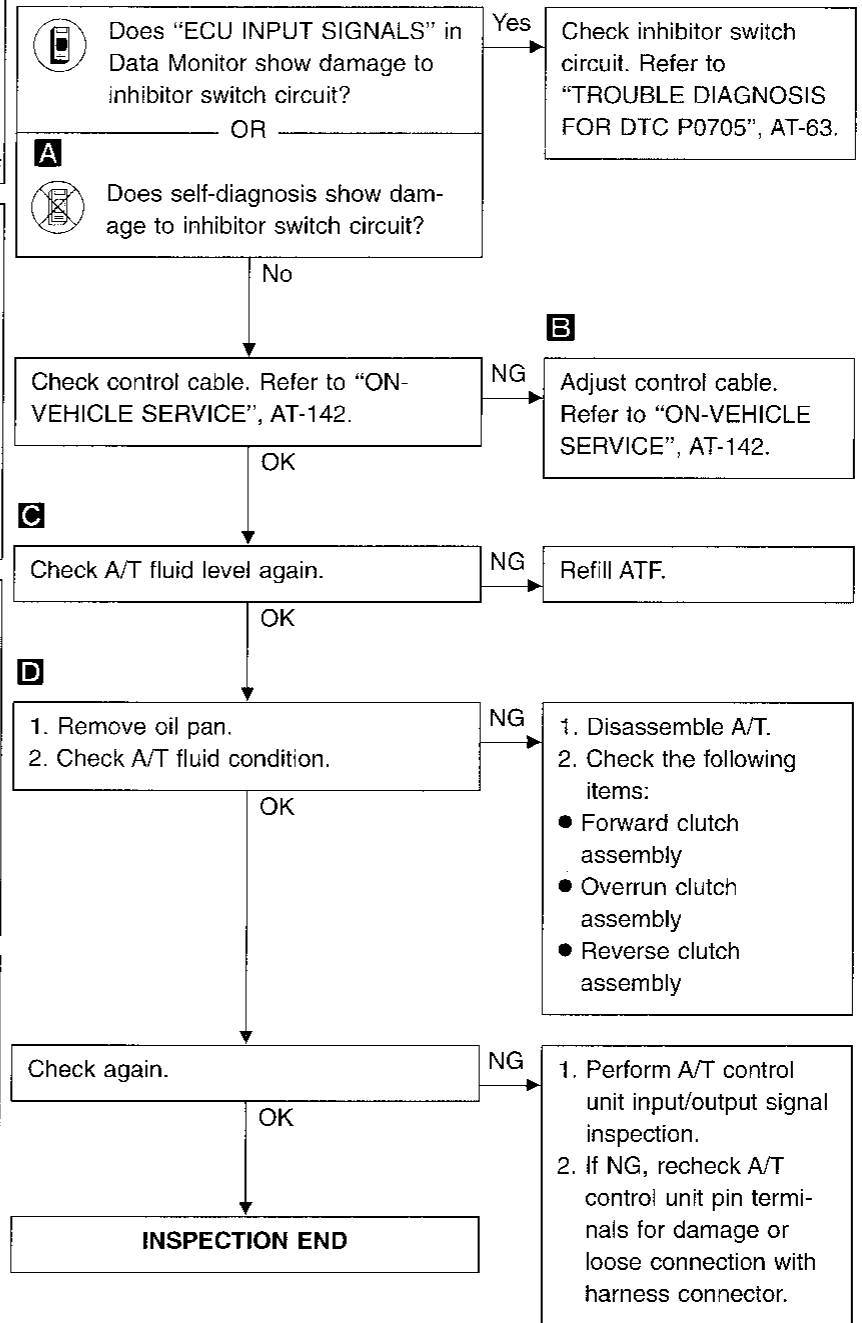 Does “ECU INPUT SIGNALS” in
Data Monitor show damage to
inhibitor switch circuit?
OR
A
Does self-diagnosis show dam-
age to inhibitor switch circuit?
Yes
Check inhibitor switch
circuit. Refer to
“TROUBLE DIAGNOSIS
FOR DTC P0705”, AT-63.
No
Check control cable. Refer to “ON-
VEHICLE SERVICE”, AT-142.
NG
B
Adjust control cable.
Refer to “ON-VEHICLE
SERVICE”, AT-142.
OK
C
Check A/T fluid level again.
NG
Refill ATF.
OK
D
1. Remove oil pan.
2. Check A/T fluid condition.
NG
1. Disassemble A/T.
2. Check the following
items:
● Forward clutch
assembly
● Overrun clutch
assembly
● Reverse clutch
assembly
OK
Check again.
NG
1. Perform A/T control
unit input/output signal
inspection.
2. If NG, recheck A/T
control unit pin termi-
nals for damage or
loose connection with
harness connector.
OK
INSPECTION END